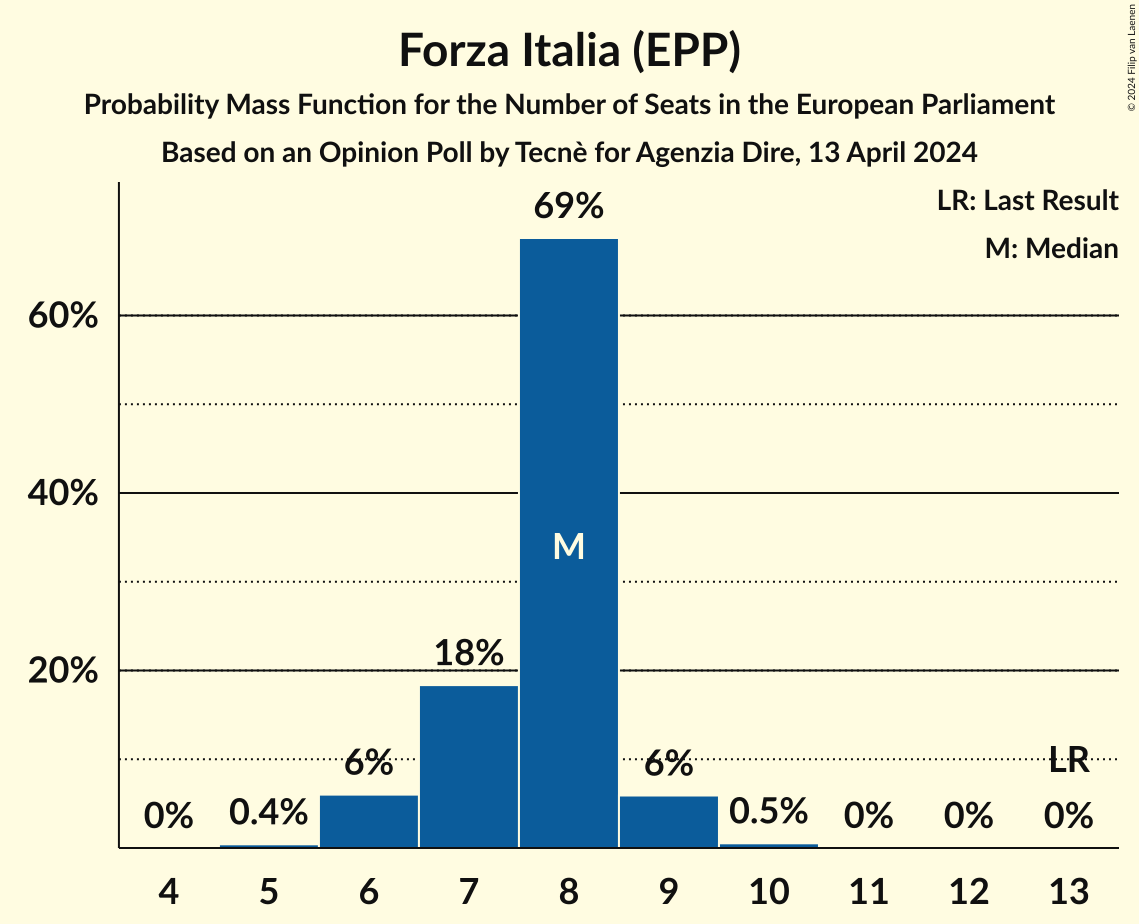 Forza Italia (EPP)
Probability Mass Function for the Number of Seats in the European Parliament
Based on an Opinion Poll by Tecnè for Agenzia Dire, 13 April 2024
© 2024 Filip van Laenen
LR: Last Result
M: Median
69%
60%
40%
M
20%
18%
6%
6%
LR
0%
0.4%
0.5%
0%
0%
0%
4 5 6 7 8 9 10 11 12 13